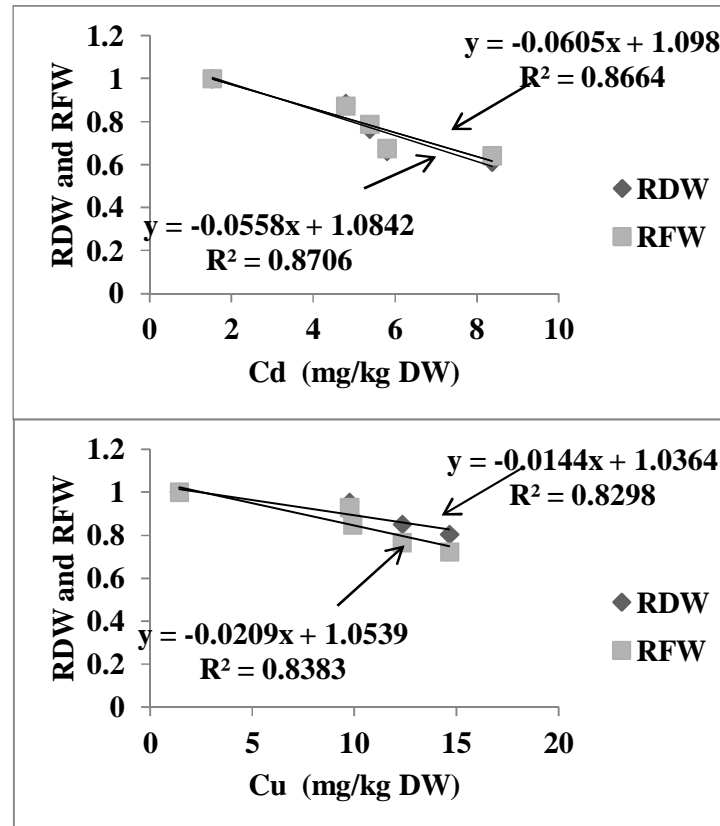 1.2
1
0.8
0.6
0.4
0.2
0
RDW and RFW
y = -0.0605x + 1.098
R² = 0.8664
y = -0.0558x + 1.0842
R² = 0.8706
RDW
RFW
0 2 4 6 8 10
Cd (mg/kg DW)
1.2
1
0.8
0.6
0.4
0.2
0
RDW and RFW
y = -0.0144x + 1.0364
R² = 0.8298
y = -0.0209x + 1.0539
R² = 0.8383
RDW
RFW
0 5 10 15 20
Cu (mg/kg DW)